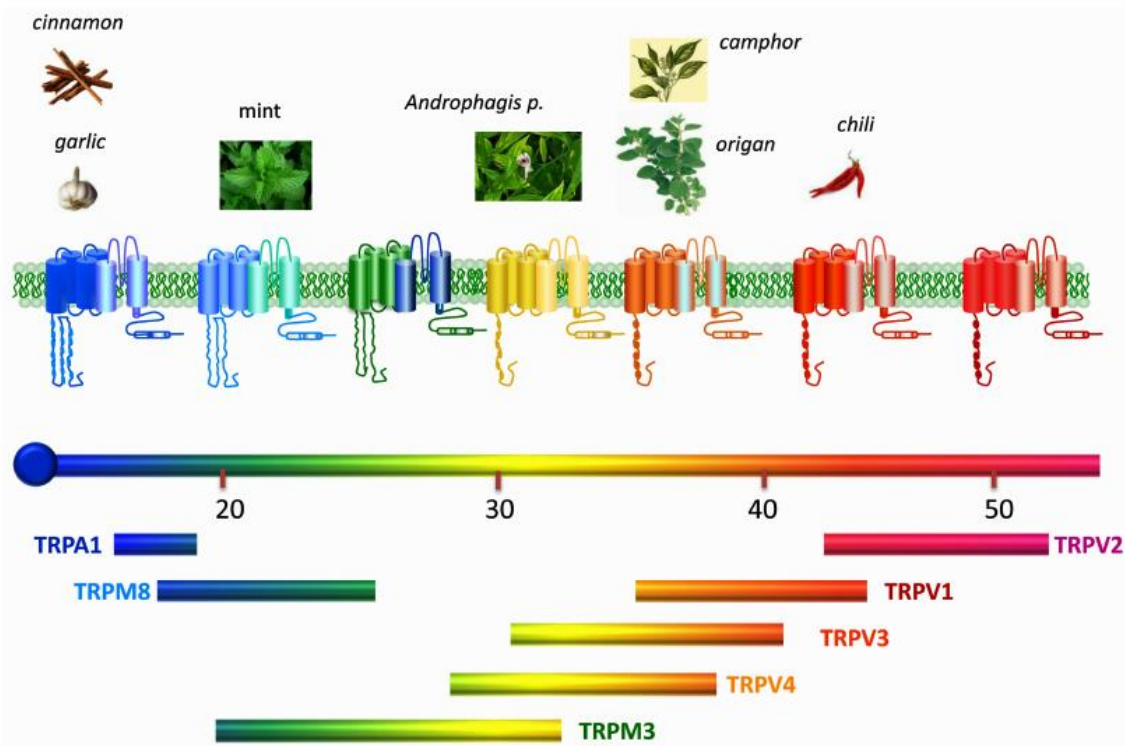 cinnamon
camphor
Androphagis p.
mint
chili
garlic
origan
20
30
40
50
TRPA1
TRPV2
TRPM8
TRPV1
TRPV3
TRPV4
TRPM3